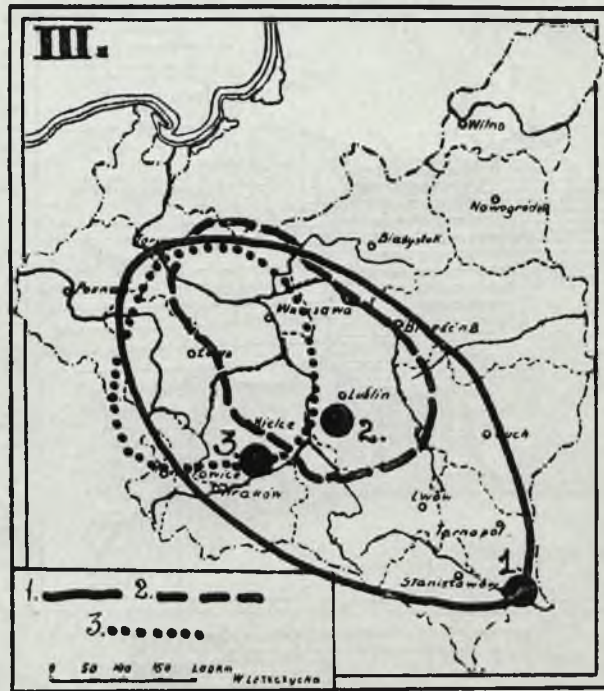 III.
Wilno
Nowogródek
Białystok
Poznań
Warszawa
Brześć n B
Łódź
Lublin
Kielce
2.
3
Łuck
Kraków
Lwów
Tarnopol
1.
Stanisławów
1. 2.
3.
0 50 100 150 200 km